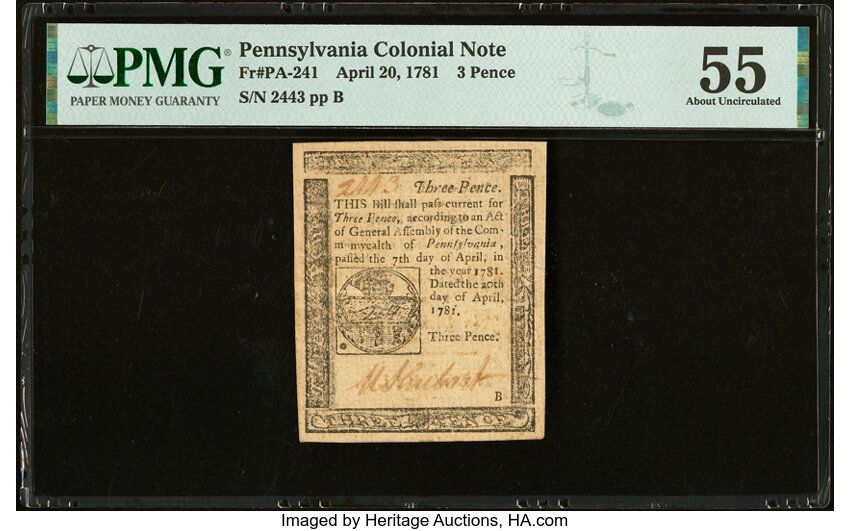 PMG®
PAPER MONEY GUARANTY
Pennsylvania Colonial Note
Fr#PA-241 April 20, 1781 3 Pence
S/N 2443 pp B
55
About Uncirculated
2443 Three Pence.
THIS Bill ſhall paſs current for
Three Pence, according to an Act
of General Aſſembly of the Com-
m nwealth of Pennſylvania,
paſſed the 7th day of April, in
the year 1781.
Dated the 20th
day of April,
1781.
Three Pence.
B
THREE PENCE
Imaged by Heritage Auctions, HA.com